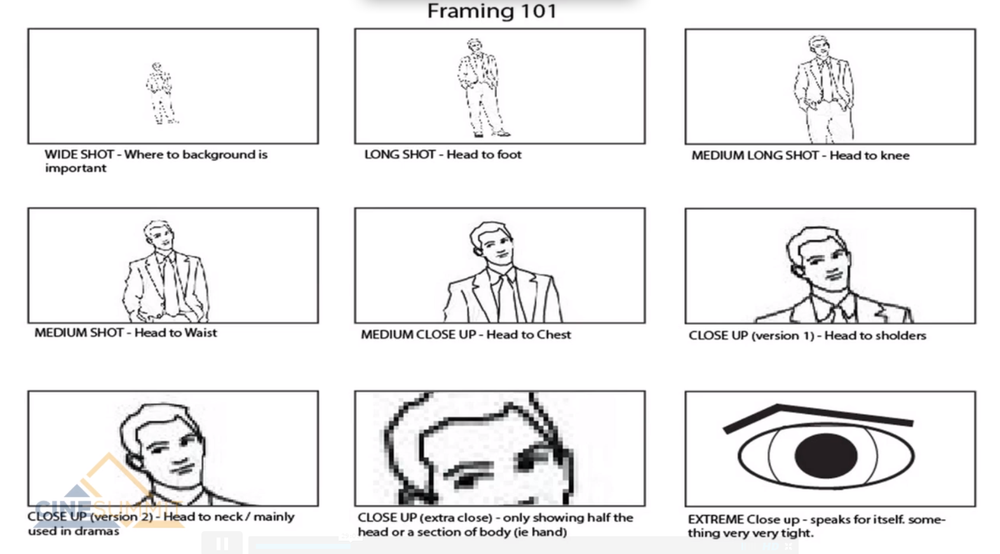 Framing 101
WIDE SHOT - Where to background is
important
LONG SHOT - Head to foot
MEDIUM LONG SHOT - Head to knee
MEDIUM SHOT - Head to Waist
MEDIUM CLOSE UP - Head to Chest
CLOSE UP (version 1) - Head to sholders
CINESUMMIT
CLOSE UP (version 2) - Head to neck / mainly
used in dramas
CLOSE UP (extra close) - only showing half the
head or a section of body (ie hand)
EXTREME Close up - speaks for itself. some-
thing very very tight.